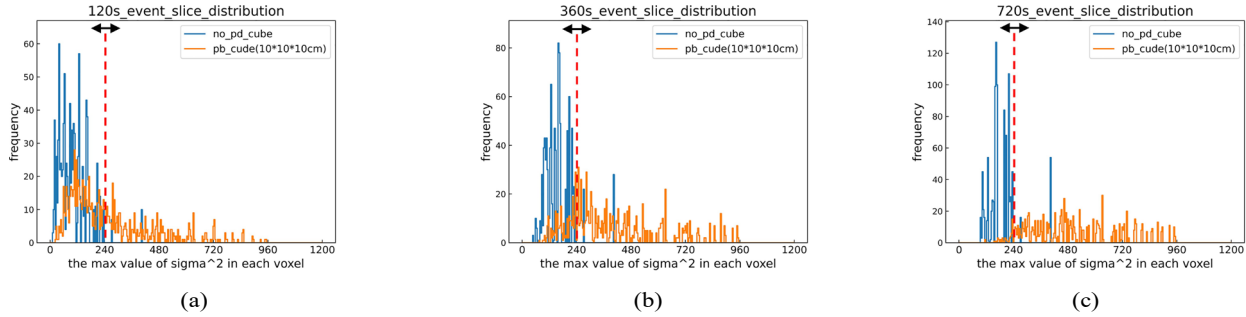 120s_event_slice_distribution
no_pd_cube
pb_cude(10*10*10cm)
60
50
40
30
20
10
0
frequency
0 240 480 720 960 1200
the max value of sigma^2 in each voxel
(a)
360s_event_slice_distribution
no_pd_cube
pb_cude(10*10*10cm)
80
60
40
20
0
frequency
0 240 480 720 960 1200
the max value of sigma^2 in each voxel
(b)
720s_event_slice_distribution
no_pd_cube
pb_cude(10*10*10cm)
140
120
100
80
60
40
20
0
frequency
0 240 480 720 960 1200
the max value of sigma^2 in each voxel
(c)